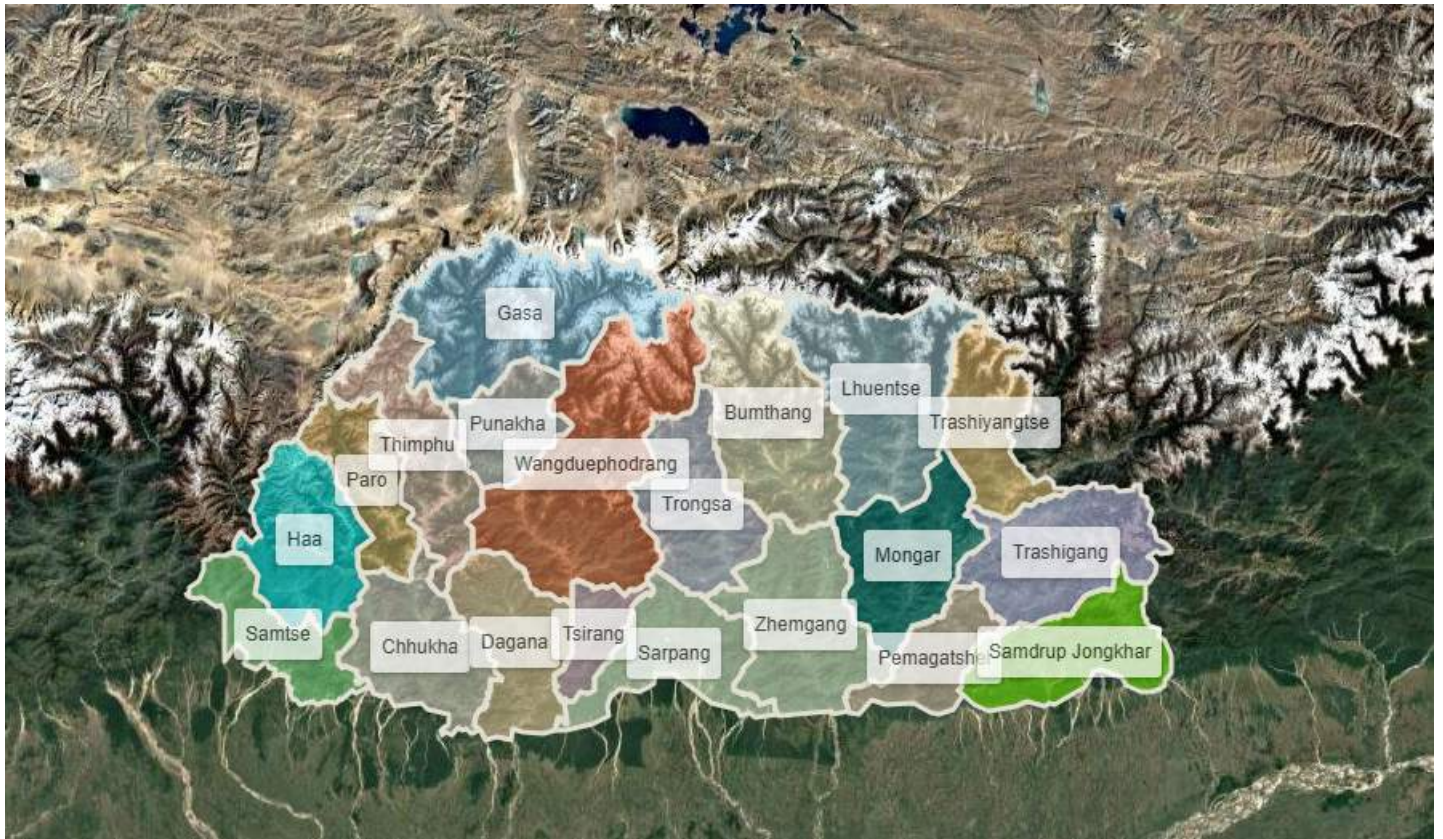 Gasa
Lhuentse
Bumthang
Punakha
Trashiyangtse
Thimphu
Wangduephodrang
Paro
Trongsa
Haa
Mongar
Trashigang
Zhemgang
Samtse
Tsirang
Dagana
Chhukha
Sarpang
Pemagatshe
Samdrup Jongkhar